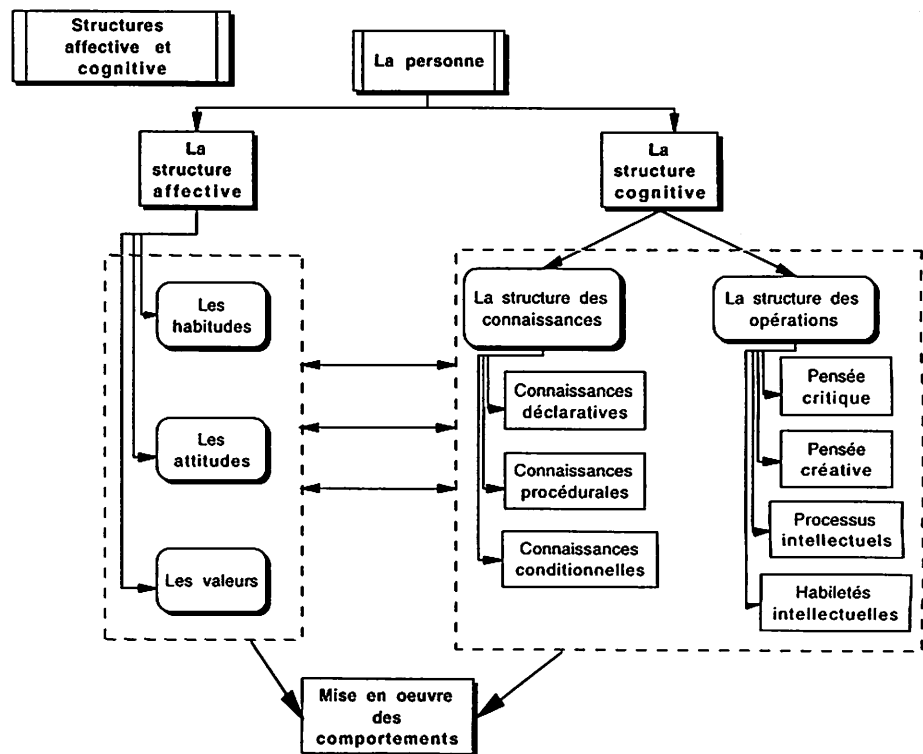 Structures
affective et
cognitive
La personne
La
structure
affective
La
structure
cognitive
Les
habitudes
Les
attitudes
Les valeurs
La structure des
connaissances
Connaissances
déclaratives
Connaissances
procédurales
Connaissances
conditionnelles
La structure des
opérations
Pensée
critique
Pensée
créative
Processus
intellectuels
Habiletés
intellectuelles
Mise en oeuvre
des
comportements